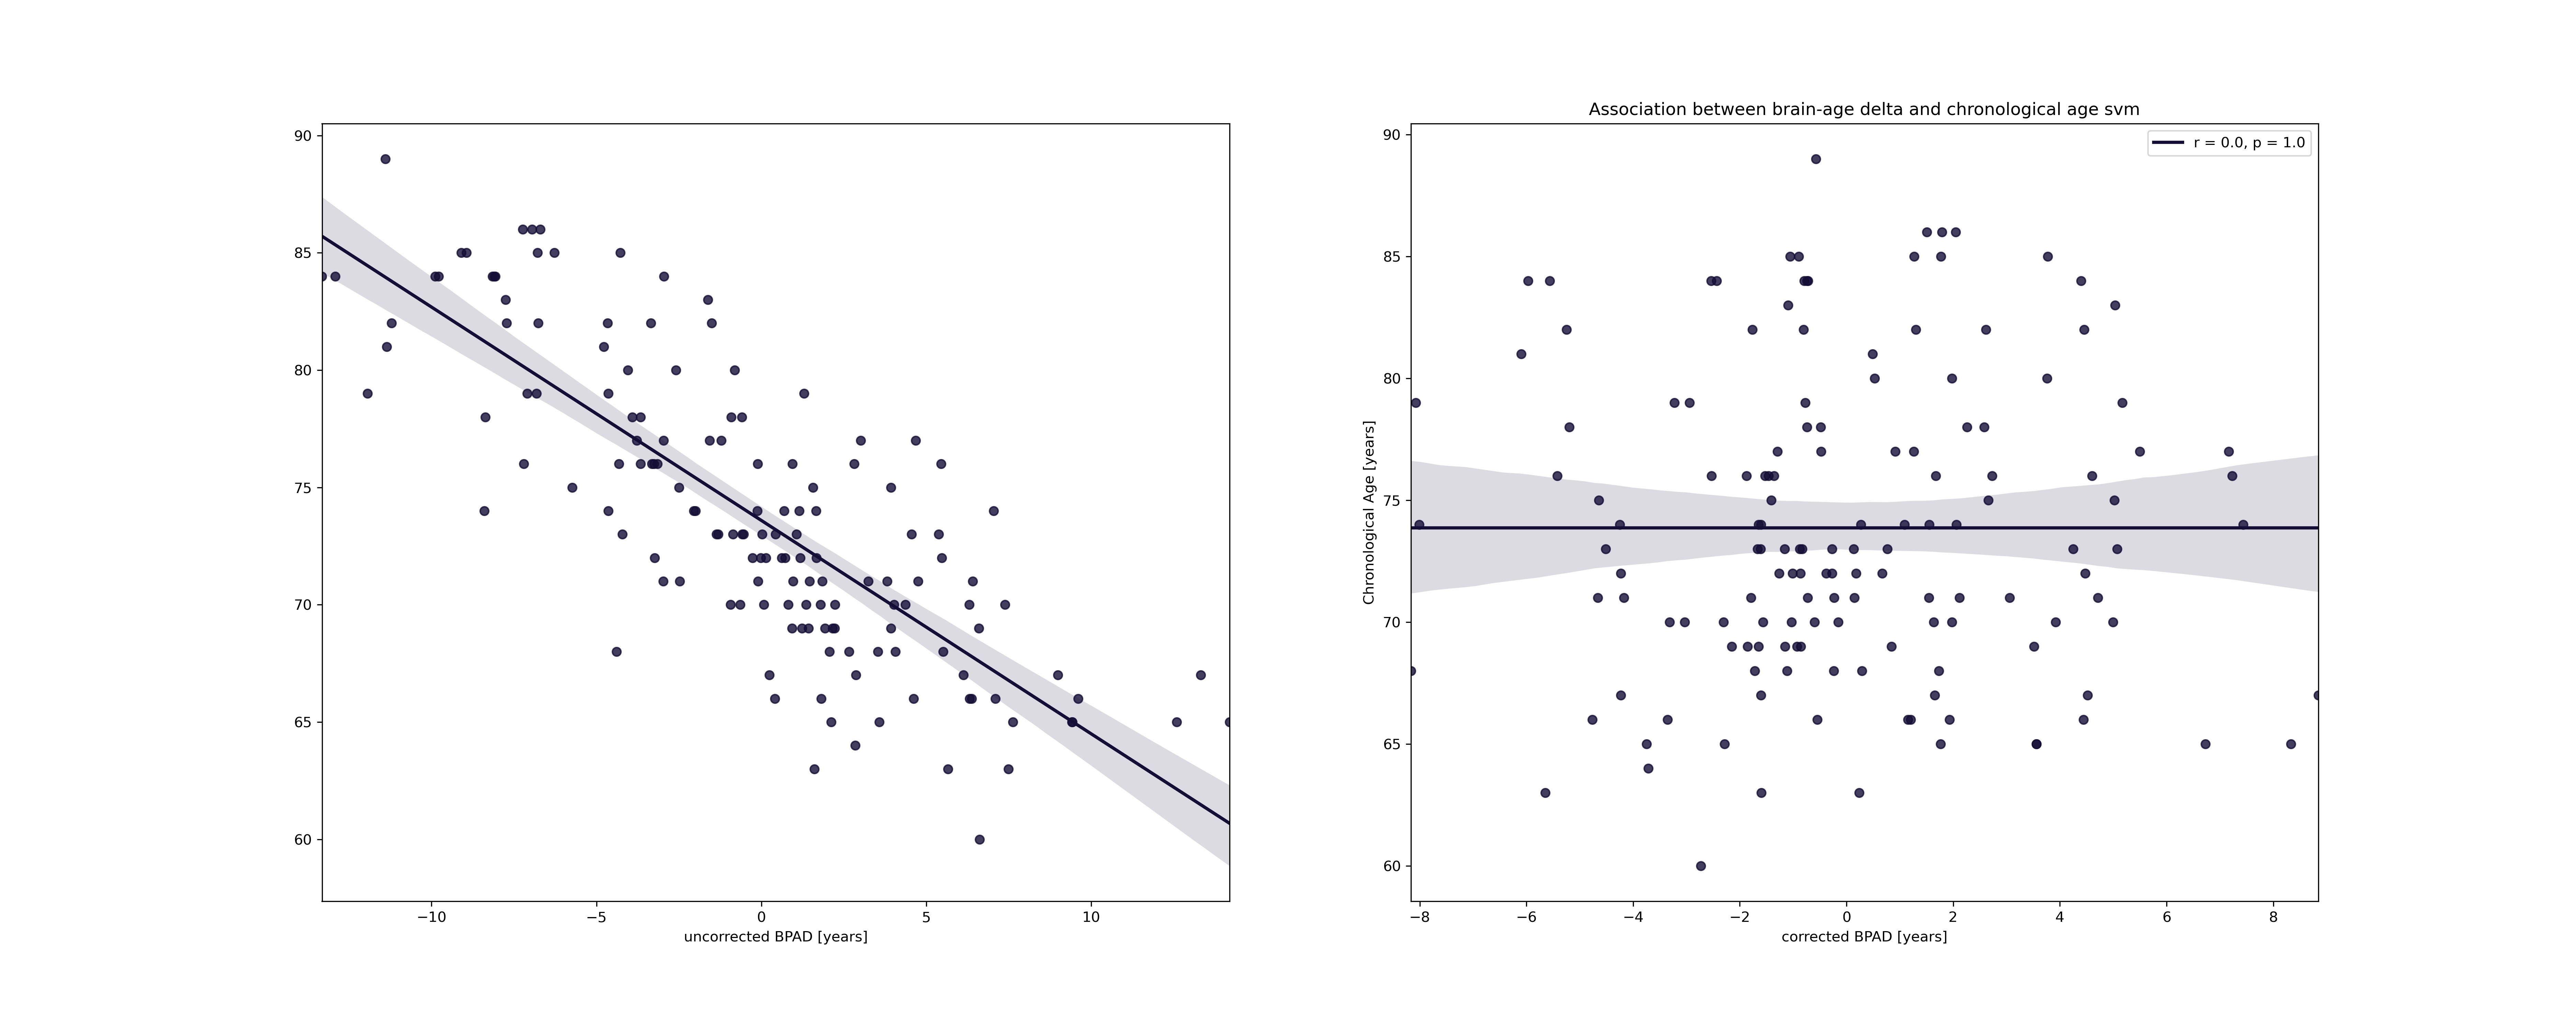 90
85
80
75
70
65
60
−10 −5 0 5 10
uncorrected BPAD [years]
Association between brain-age delta and chronological age svm
r = 0.0, p = 1.0
Chronological Age [years]
90
85
80
75
70
65
60
−8 −6 −4 −2 0 2 4 6 8
corrected BPAD [years]